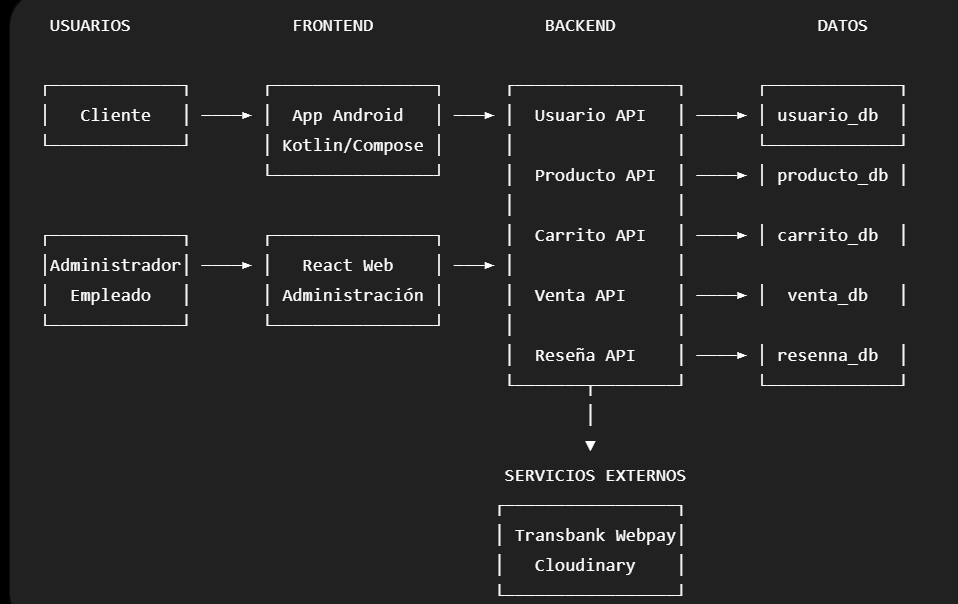 USUARIOS FRONTEND BACKEND DATOS
Cliente App Android Usuario API usuario_db
Kotlin/Compose
Producto API producto_db
Carrito API carrito_db
Administrador React Web
Empleado Administración Venta API venta_db
Reseña API resenna_db
SERVICIOS EXTERNOS
Transbank Webpay
Cloudinary